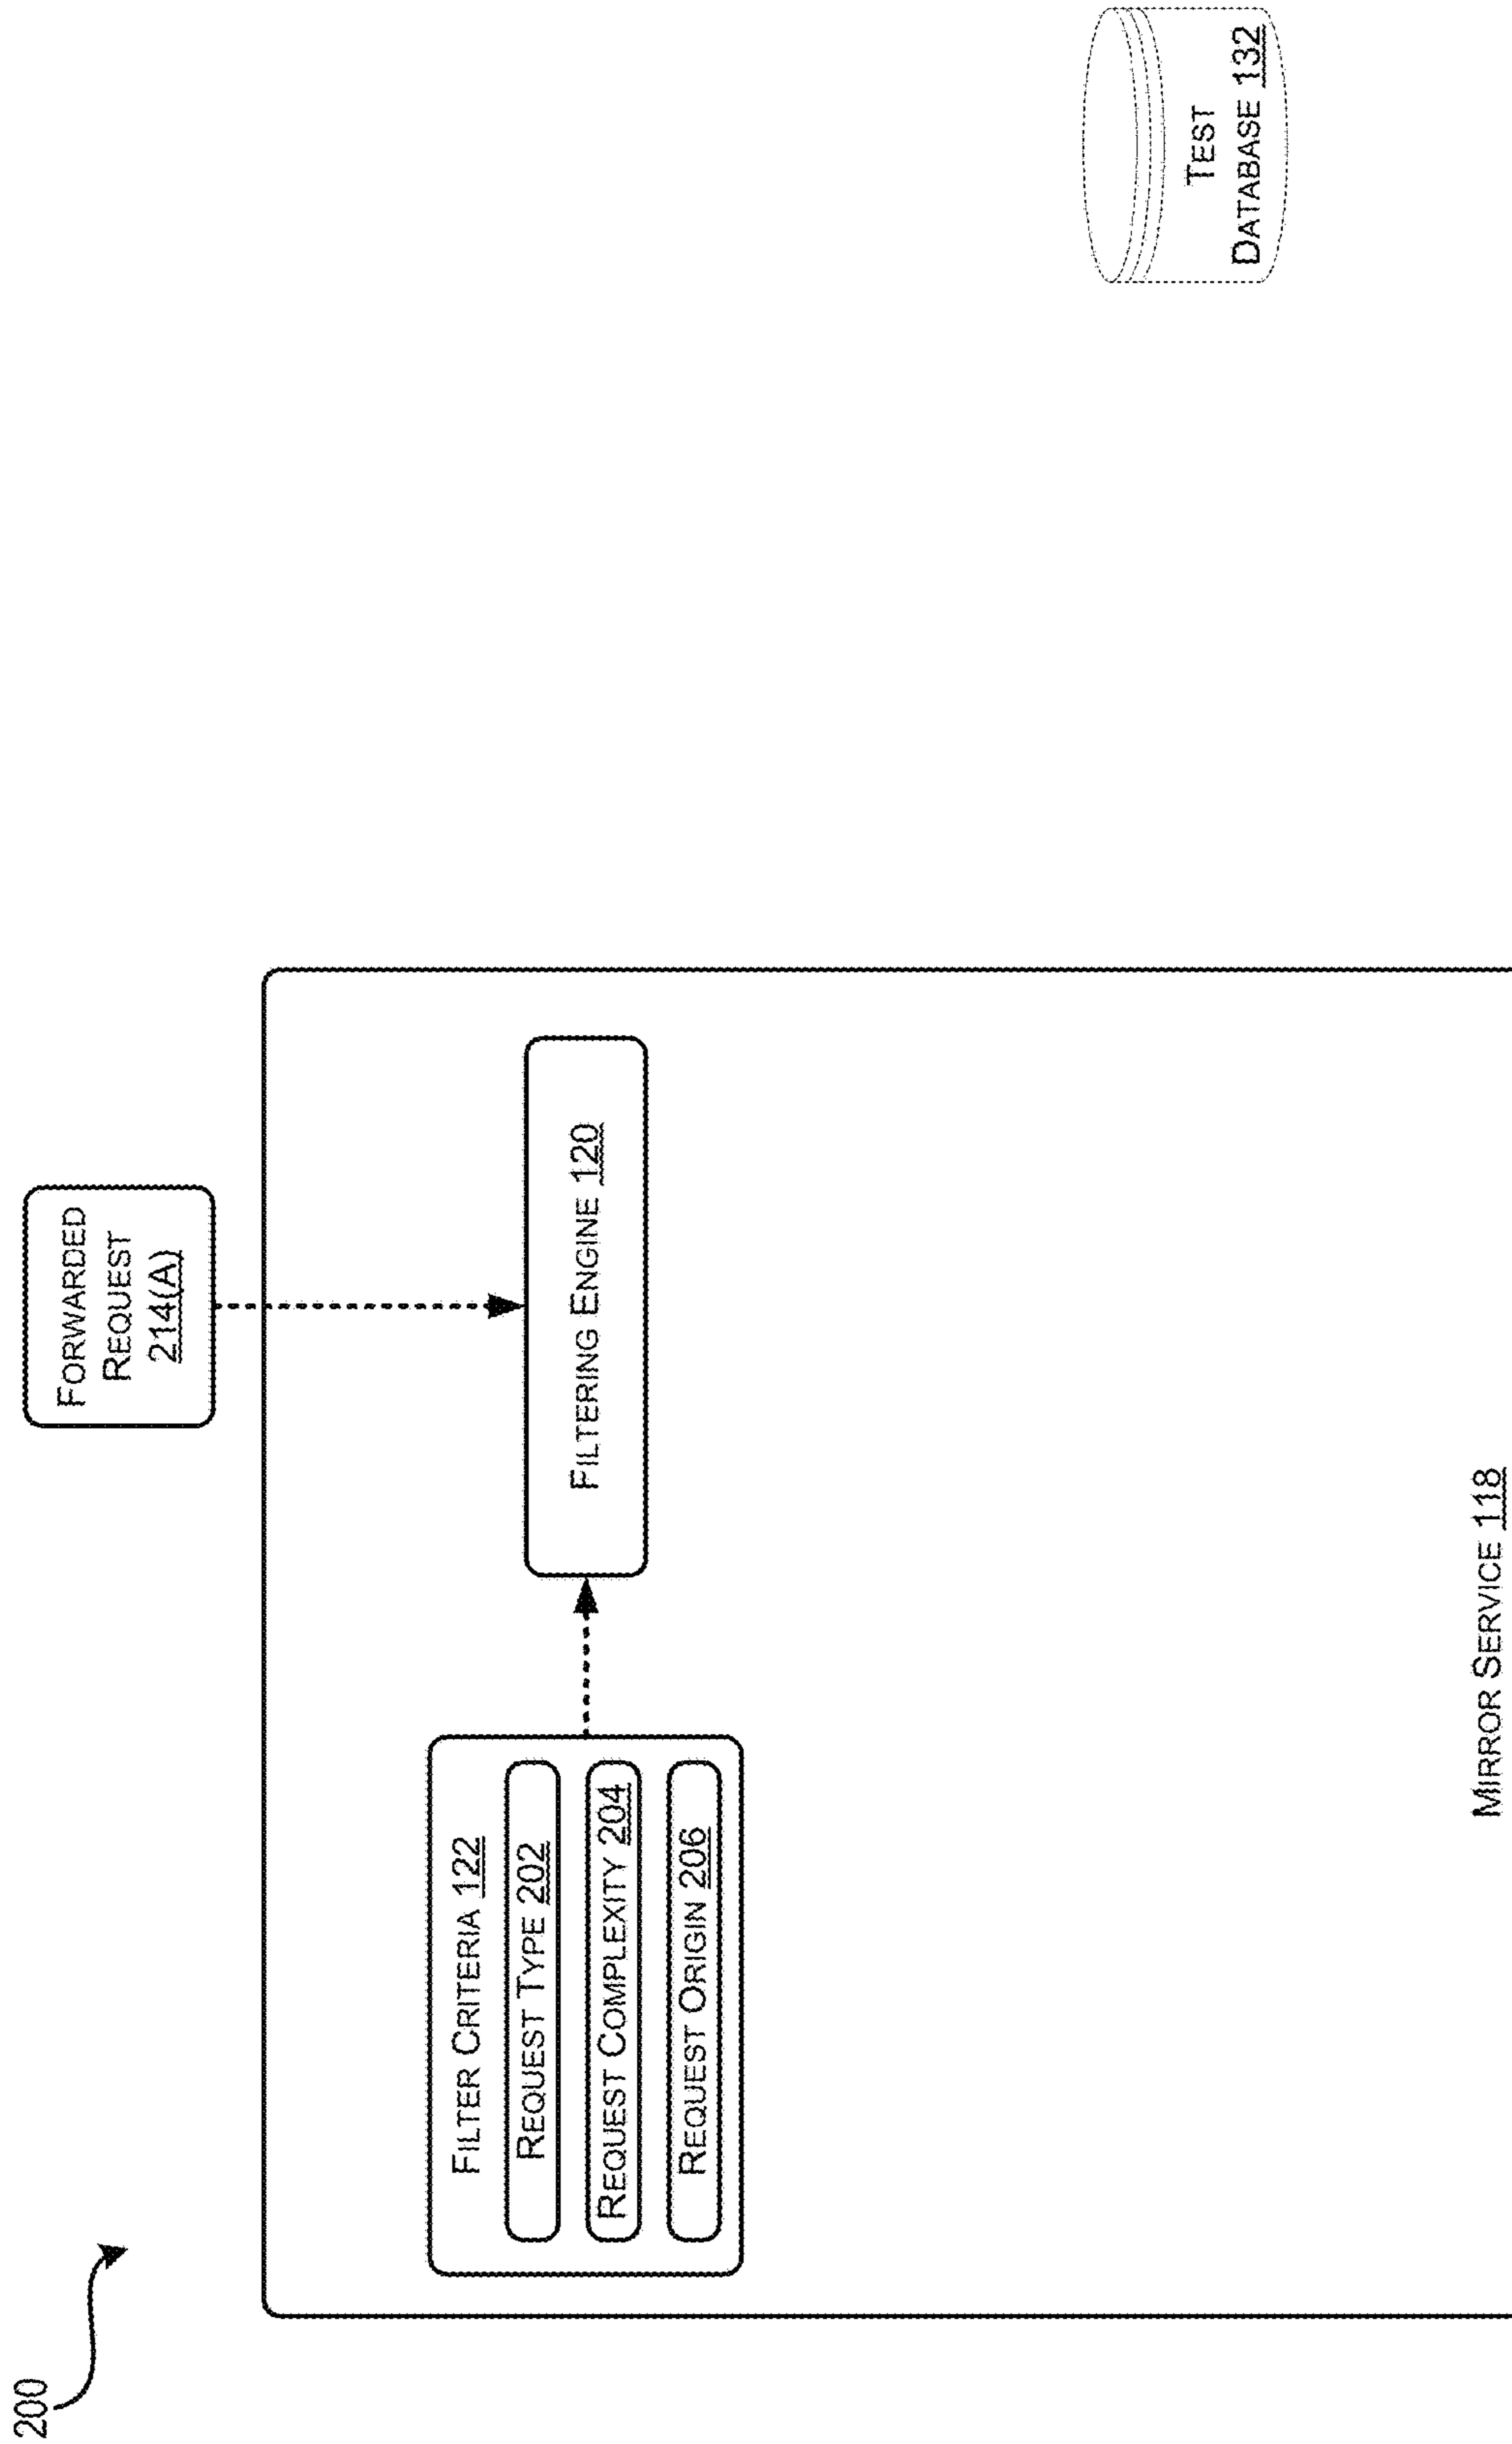 200
FORWARDED
REQUEST
214(A)
FILTER CRITERIA 122
REQUEST TYPE 202
REQUEST COMPLEXITY 204
REQUEST ORIGIN 206
FILTERING ENGINE 120
TEST
DATABASE 132
MIRROR SERVICE 118